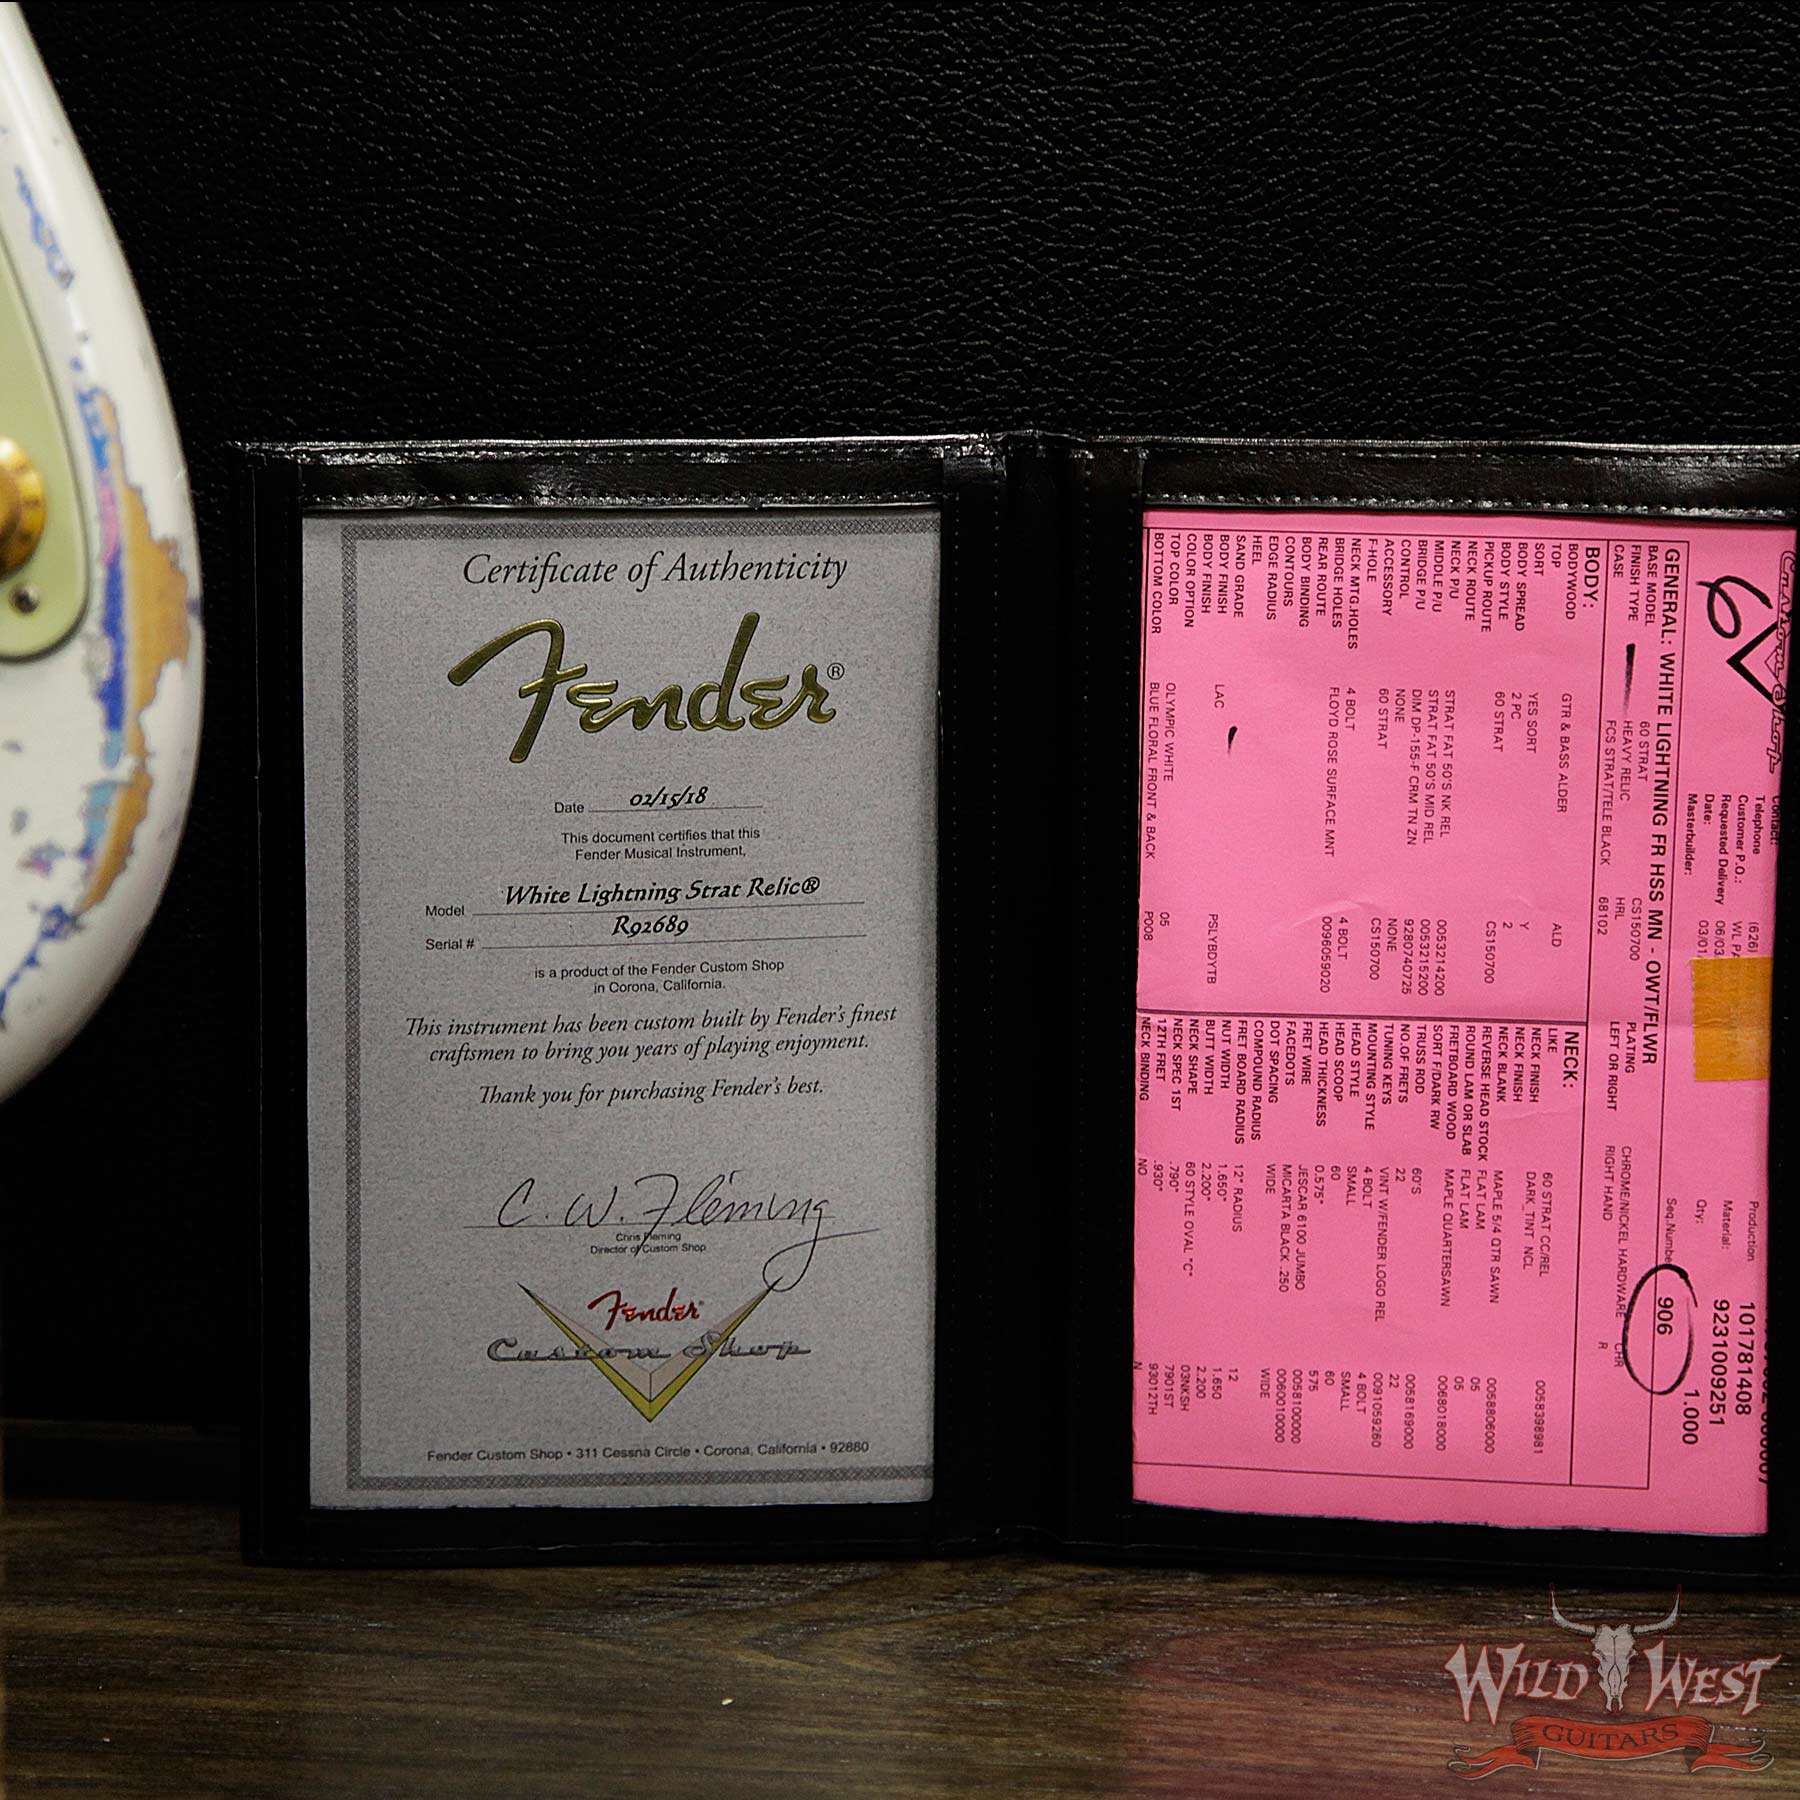 Certificate of Authenticity
Fender®
Date 02/15/18
This document certifies that this
Fender Musical Instrument,
Model White Lightning Strat Relic®
Serial # R92689
is a product of the Fender Custom Shop
in Corona, California.
This instrument has been custom built by Fender's finest
craftsmen to bring you years of playing enjoyment.
Thank you for purchasing Fender's best.
C. W. Fleming
Chris Fleming
Director of Custom Shop
Fender
Custom Shop
Fender Custom Shop • 311 Cessna Circle • Corona, California • 92880
Custom Shop
6
Contact:
Telephone (626)
Customer P.O.: WL PA
Requested Delivery 06/03
Date: 03/01
Masterbuilder:
Production 101781408
Material: 9231009251
Qty: 1.000
Seq.Number 906
GENERAL: WHITE LIGHTNING FR HSS MN - OWT/FLWR
BASE MODEL 60 STRAT CS150700 PLATING CHROME/NICKEL HARDWARE CHR
FINISH TYPE HEAVY RELIC HRL LEFT OR RIGHT RIGHT HAND R
CASE FCS STRAT/TELE BLACK 68102
BODY:
BODYWOOD GTR & BASS ALDER ALD
TOP
SORT YES SORT Y
BODY SPREAD 2 PC 2
BODY STYLE 60 STRAT CS150700
PICKUP ROUTE
NECK ROUTE
NECK P/U STRAT FAT 50'S NK REL 0053214200
MIDDLE P/U STRAT FAT 50'S MID REL 0053215200
BRIDGE P/U DIM DP-155-F CRM TN ZN 9280740725
CONTROL NONE NONE
ACCESSORY 60 STRAT CS150700
F-HOLE
NECK MTG.HOLES 4 BOLT 4 BOLT
BRIDGE HOLES FLOYD ROSE SURFACE MNT 0096059020
REAR ROUTE
BODY BINDING
CONTOURS
EDGE RADIUS
HEEL
SAND GRADE
BODY FINISH LAC PSLYBDYTB
BODY FINISH
COLOR OPTION
TOP COLOR OLYMPIC WHITE 05
BOTTOM COLOR BLUE FLORAL FRONT & BACK P008
NECK:
LIKE 60 STRAT CC/REL 0058398981
NECK FINISH DARK_TINT NCL
NECK FINISH
NECK BLANK MAPLE 5/4 QTR SAWN 0058806000
REVERSE HEAD STOCK FLAT LAM 05
ROUND LAM OR SLAB FLAT LAM 05
FRETBOARD WOOD MAPLE QUARTERSAWN 0068018000
SORT F/DARK RW
TRUSS ROD 60'S 0058169000
NO.OF FRETS 22 22
TUNING KEYS VINT W/FENDER LOGO REL 0091059260
MOUNTING STYLE 4 BOLT 4 BOLT
HEAD STYLE SMALL SMALL
HEAD SCOOP 60 60
HEAD THICKNESS 0.575" 575
FRET WIRE JESCAR 6100 JUMBO 0058100000
FACEDOTS MICARTA BLACK .250 0060010000
DOT SPACING WIDE WIDE
COMPOUND RADIUS
FRET BOARD RADIUS 12" RADIUS 12
NUT WIDTH 1.650" 1.650
BUTT WIDTH 2.200" 2.200
NECK SHAPE 60 STYLE OVAL "C" 03NKSH
NECK SPEC 1ST .790" 7901ST
12TH FRET .930" 93012TH
NECK BINDING NO N
WILD WEST
GUITARS